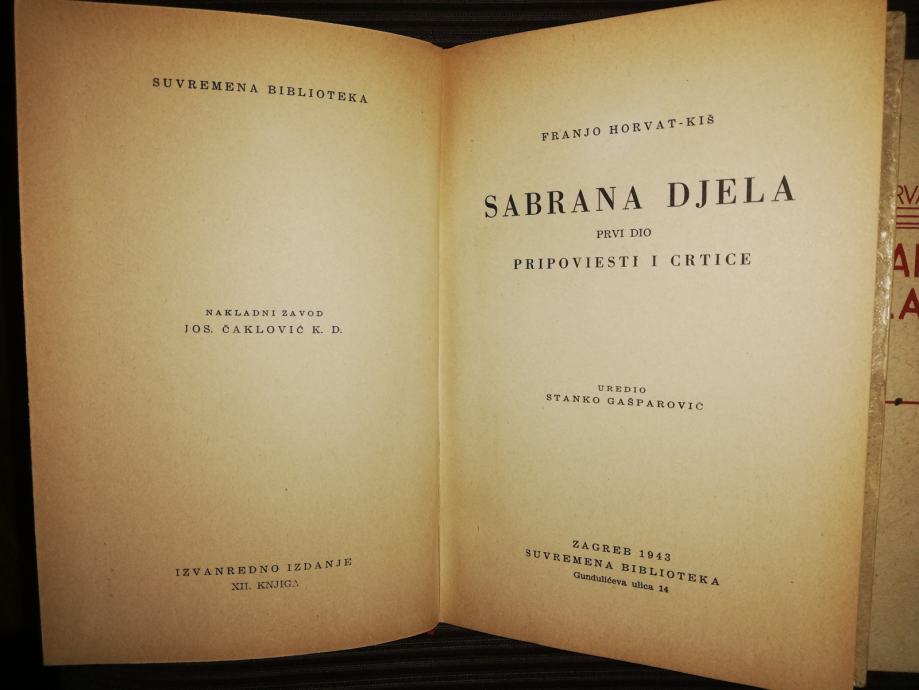 SUVREMENA BIBLIOTEKA
NAKLADNI ZAVOD
JOS. ČAKLOVIĆ K. D.
IZVANREDNO IZDANJE
XII. KNJIGA
FRANJO HORVAT-KIŠ
SABRANA DJELA
PRVI DIO
PRIPOVIESTI I CRTICE
UREDIO
STANKO GAŠPAROVIĆ
ZAGREB 1943
SUVREMENA BIBLIOTEKA
Gundulićeva ulica 14